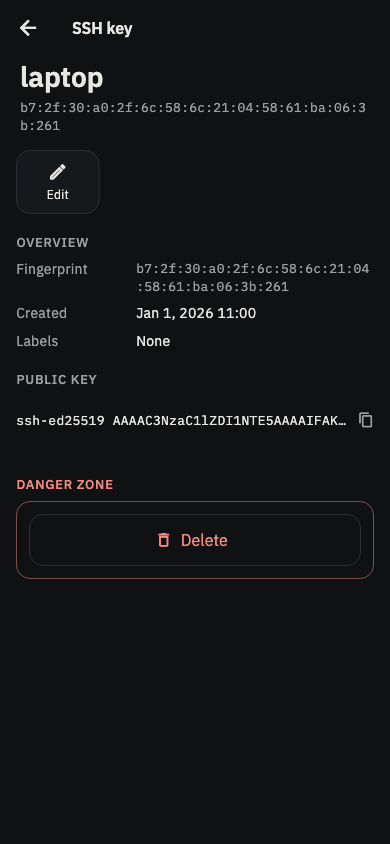 SSH key
laptop
b7:2f:30:a0:2f:6c:58:6c:21:04:58:61:ba:06:3
b:261
Edit
OVERVIEW
Fingerprint b7:2f:30:a0:2f:6c:58:6c:21:04
:58:61:ba:06:3b:261
Created Jan 1, 2026 11:00
Labels None
PUBLIC KEY
ssh-ed25519 AAAAC3NzaC1lZDI1NTE5AAAAIFAK…
DANGER ZONE
Delete